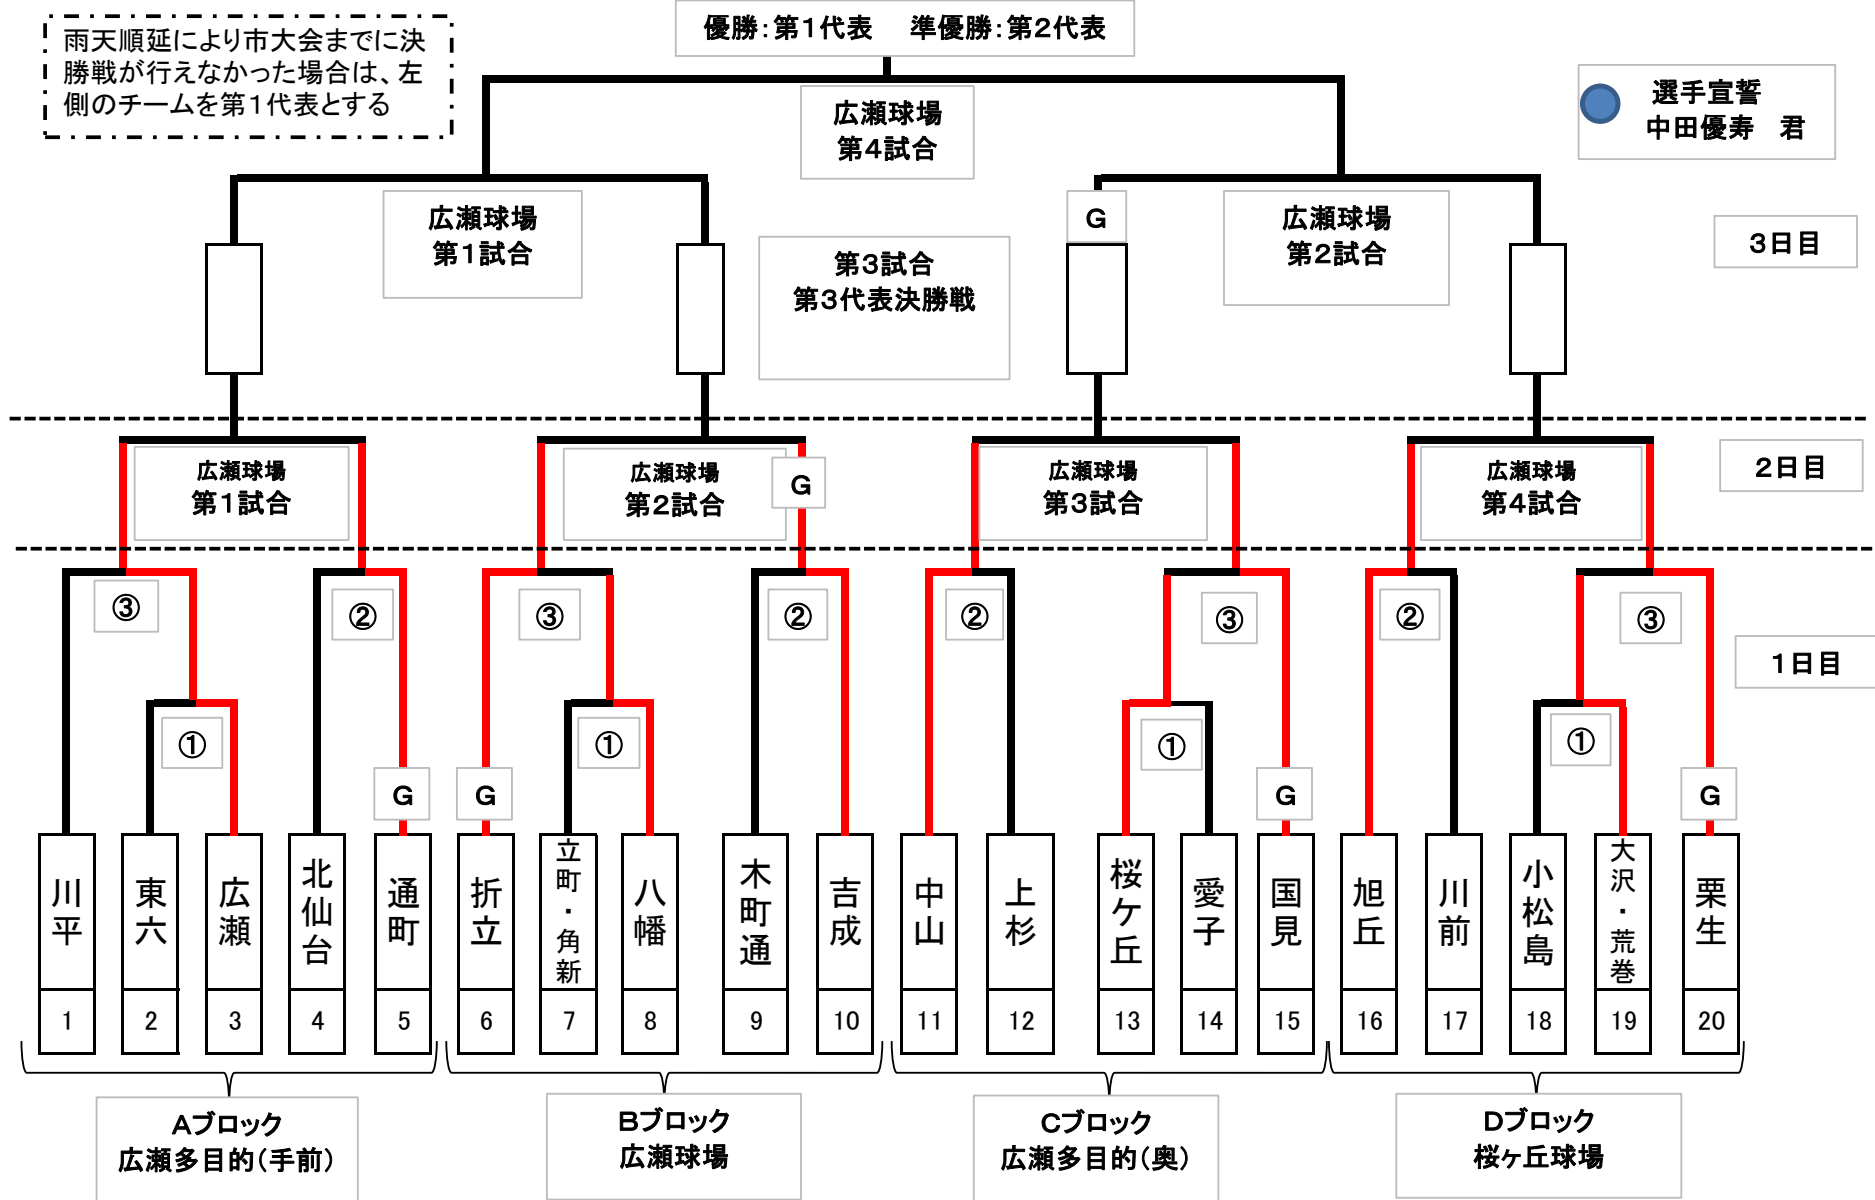 雨天順延により市大会までに決
勝戦が行えなかった場合は、左
側のチームを第1代表とする
優勝:第1代表 準優勝:第2代表
選手宣誓
中田優寿 君
広瀬球場
第4試合
広瀬球場
第1試合
第3試合
第3代表決勝戦
G
広瀬球場
第2試合
3日目
広瀬球場
第1試合
広瀬球場
第2試合
G
広瀬球場
第3試合
広瀬球場
第4試合
2日目
③
②
③
②
②
③
②
③
1日目
①
①
①
①
G
G
G
G
川平
東六
広瀬
北仙台
通町
折立
立町・角新
八幡
木町通
吉成
中山
上杉
桜ケ丘
愛子
国見
旭丘
川前
小松島
大沢・荒巻
栗生
1 2 3 4 5 6 7 8 9 10 11 12 13 14 15 16 17 18 19 20
Aブロック
広瀬多目的(手前)
Bブロック
広瀬球場
Cブロック
広瀬多目的(奥)
Dブロック
桜ヶ丘球場